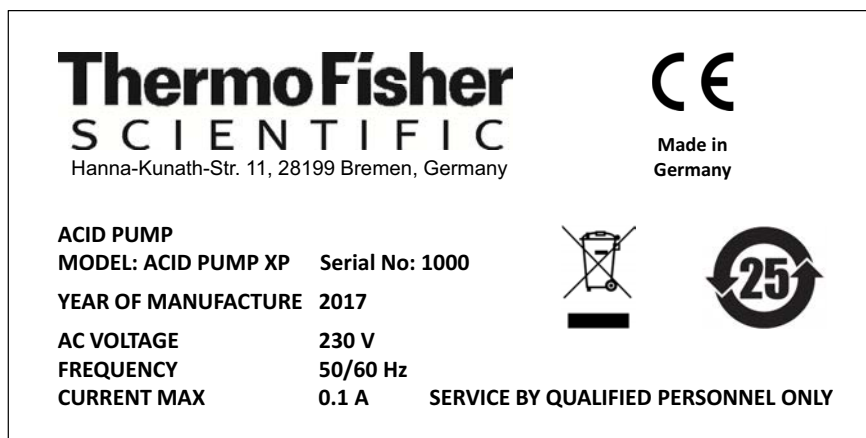 ThermoFisher
SCIENTIFIC
Hanna-Kunath-Str. 11, 28199 Bremen, Germany
CE
Made in
Germany
ACID PUMP
MODEL: ACID PUMP XP Serial No: 1000
YEAR OF MANUFACTURE 2017
AC VOLTAGE 230 V
FREQUENCY 50/60 Hz
CURRENT MAX 0.1 A SERVICE BY QUALIFIED PERSONNEL ONLY
25